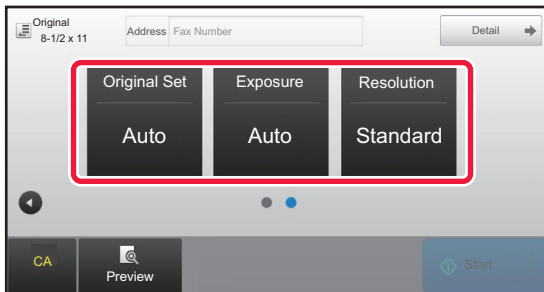 Original
8-1/2 x 11
Address Fax Number
Detail
Original Set Exposure Resolution
Auto Auto Standard
CA
Preview
Start